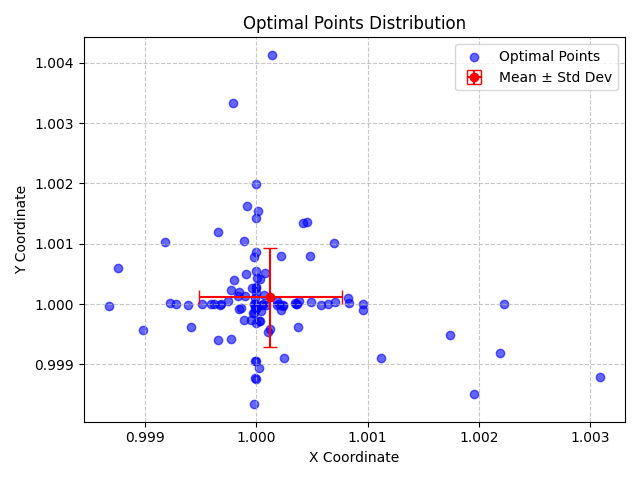 Optimal Points Distribution
Optimal Points
Mean ± Std Dev
Y Coordinate
1.004
1.003
1.002
1.001
1.000
0.999
0.999
1.000
1.001
1.002
1.003
X Coordinate